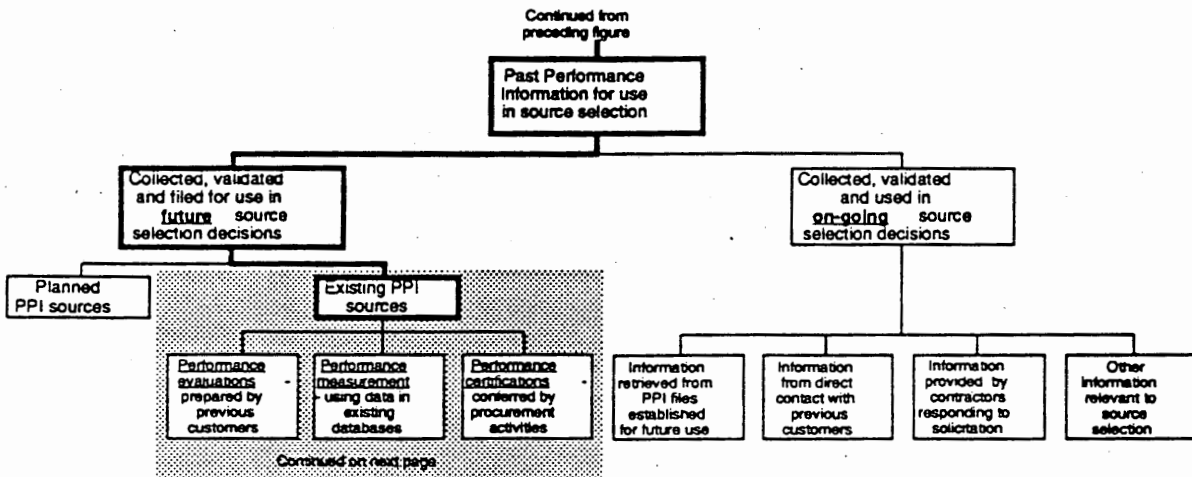 Continued from
preceding figure
Past Performance
Information for use
in source selection
Collected, validated
and filed for use in
future source
selection decisions
Collected, validated
and used in
on-going source
selection decisions
Planned
PPI sources
Existing PPI
sources
Performance
evaluations -
prepared by
previous
customers
Performance
measurement
- using data in
existing
databases
Performance
certifications -
conferred by
procurement
activities
Information
retrieved from
PPI files
established
for future use
Information
from direct
contact with
previous
customers
Information
provided by
contractors
responding to
solicitation
Other
information
relevant to
source
selection
Continued on next page